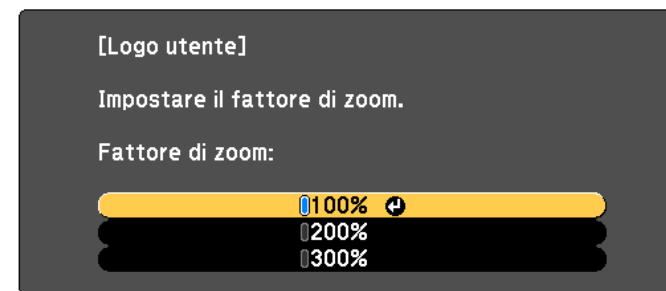 [Logo utente]
Impostare il fattore di zoom.
Fattore di zoom:
100%
200%
300%